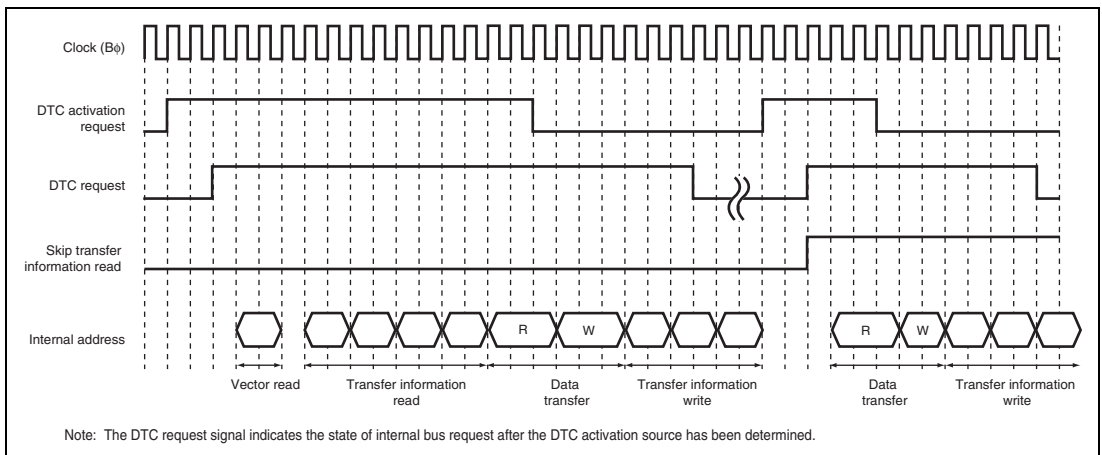 Clock (Bφ)
DTC activation
request
DTC request
Skip transfer
information read
Internal address
R
W
R
W
Vector read
Transfer information
read
Data
transfer
Transfer information
write
Data
transfer
Transfer information
write
Note: The DTC request signal indicates the state of internal bus request after the DTC activation source has been determined.